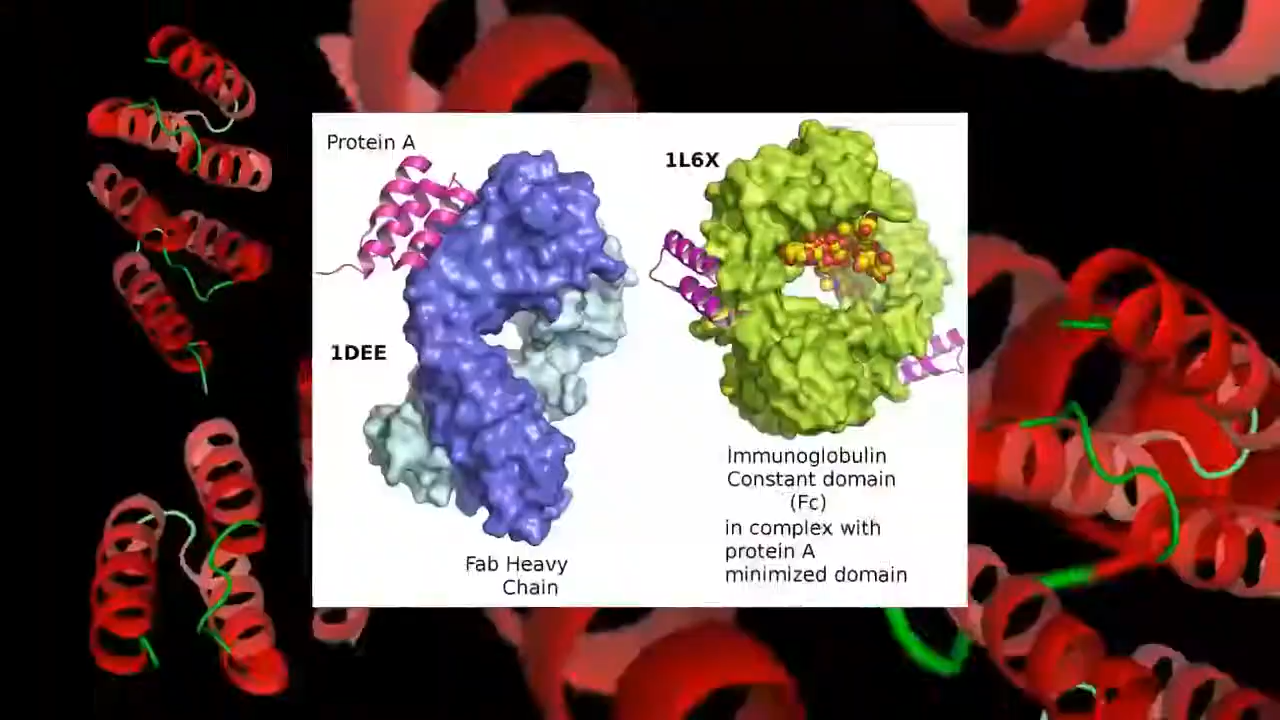 Protein A
1DEE
Fab Heavy
Chain
1L6X
Immunoglobulin
Constant domain
(Fc)
in complex with
protein A
minimized domain